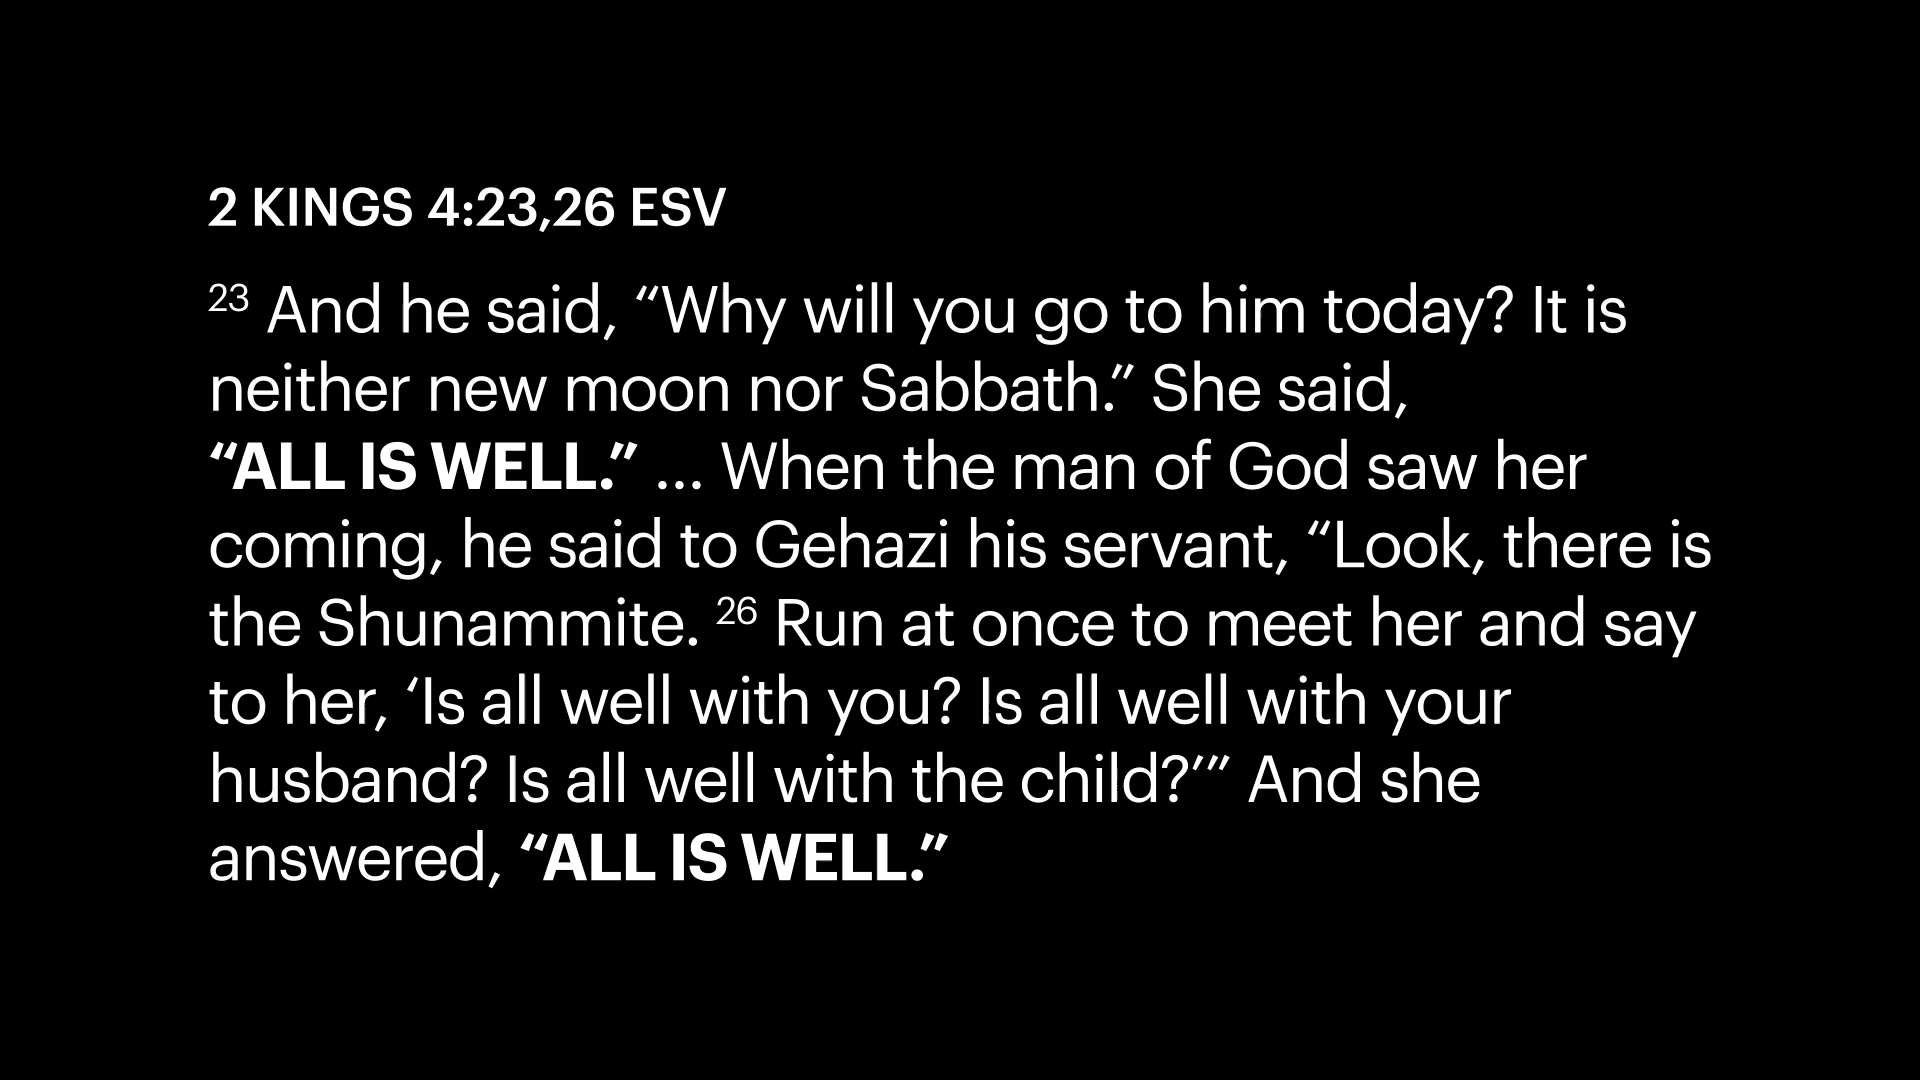 2 KINGS 4:23,26 ESV
23 And he said, “Why will you go to him today? It is
neither new moon nor Sabbath.” She said,
“ALL IS WELL.” … When the man of God saw her
coming, he said to Gehazi his servant, “Look, there is
the Shunammite. 26 Run at once to meet her and say
to her, ‘Is all well with you? Is all well with your
husband? Is all well with the child?’” And she
answered, “ALL IS WELL.”